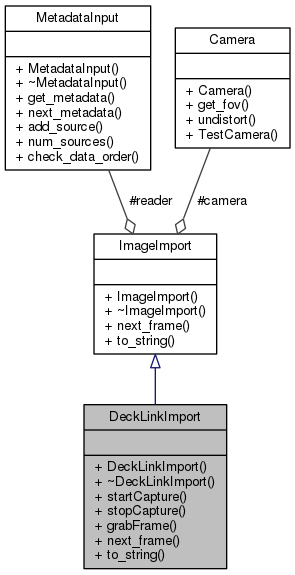 MetadataInput
+ MetadataInput()
+ ~MetadataInput()
+ get_metadata()
+ next_metadata()
+ add_source()
+ num_sources()
+ check_data_order()
Camera
+ Camera()
+ get_fov()
+ undistort()
+ TestCamera()
#reader
#camera
ImageImport
+ ImageImport()
+ ~ImageImport()
+ next_frame()
+ to_string()
DeckLinkImport
+ DeckLinkImport()
+ ~DeckLinkImport()
+ startCapture()
+ stopCapture()
+ grabFrame()
+ next_frame()
+ to_string()